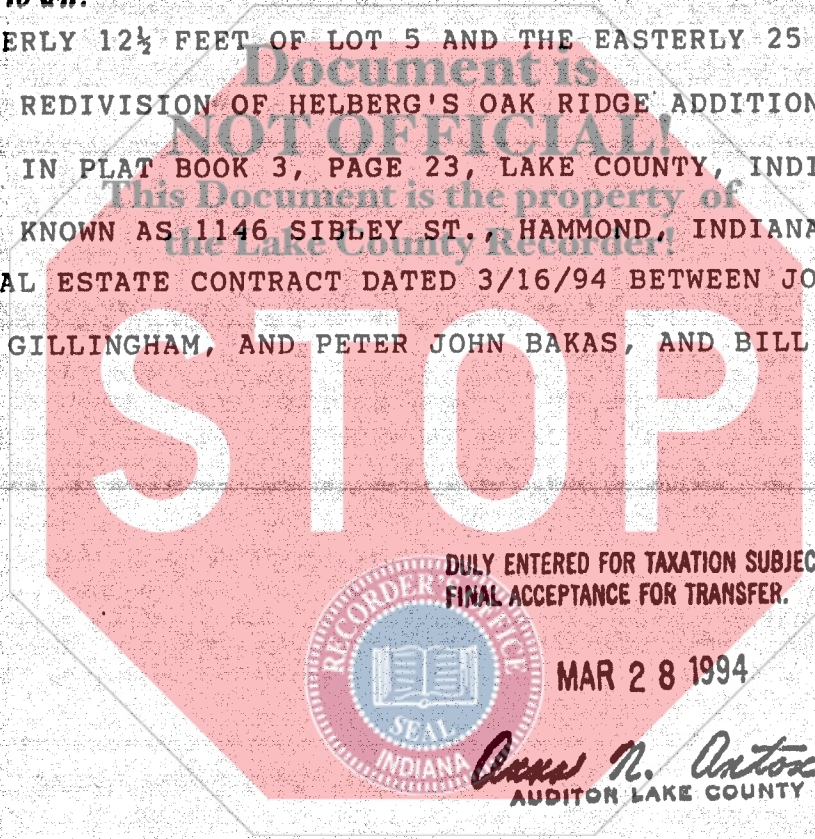 ERLY 12½ FEET OF LOT 5 AND THE EASTERLY 25
Document is
REDIVISION OF HELBERG'S OAK RIDGE ADDITION
NOT OFFICIAL!
IN PLAT BOOK 3, PAGE 23, LAKE COUNTY, INDI
This Document is the property of
KNOWN AS 1146 SIBLEY ST., HAMMOND, INDIANA
the Lake County Recorder!
AL ESTATE CONTRACT DATED 3/16/94 BETWEEN JO
GILLINGHAM, AND PETER JOHN BAKAS, AND BILL
STOP
DULY ENTERED FOR TAXATION SUBJEC
FINAL ACCEPTANCE FOR TRANSFER.
RECORDER'S OFFICE
MAR 28 1994
SEAL
INDIANA
Anna N. Anton
AUDITOR LAKE COUNTY